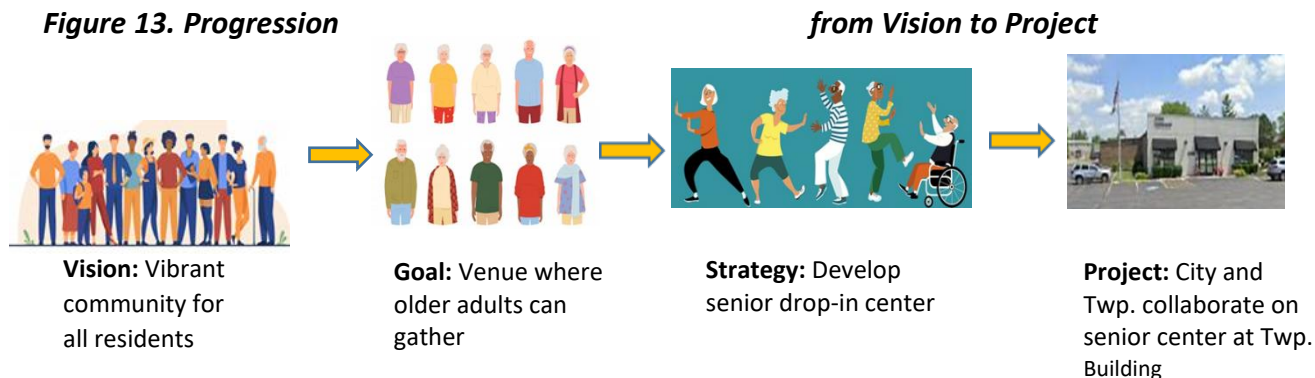 Figure 13. Progression from Vision to Project
Vision: Vibrant
community for
all residents
Goal: Venue where
older adults can
gather
Strategy: Develop
senior drop-in center
Project: City and
Twp. collaborate on
senior center at Twp.
Building